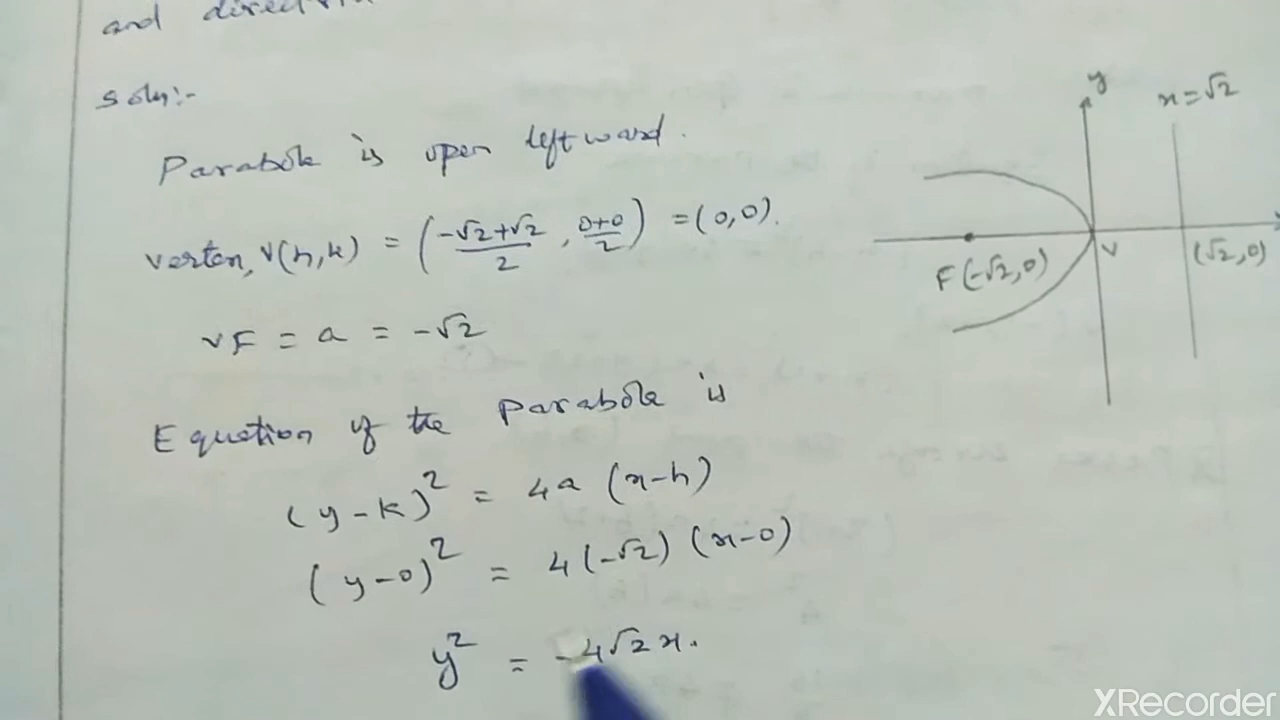 and
soln:-
Parabola is open leftward.
vertex, V(h,k) = (-√2+√2/2, 0+0/2) = (0,0).
VF = a = -√2
Equation of the Parabola is
(y-k)² = 4a (x-h)
(y-0)² = 4(-√2) (x-0)
y² = -4√2 x.
y
x=√2
F(-√2,0)
V
(√2,0)
XRecorder